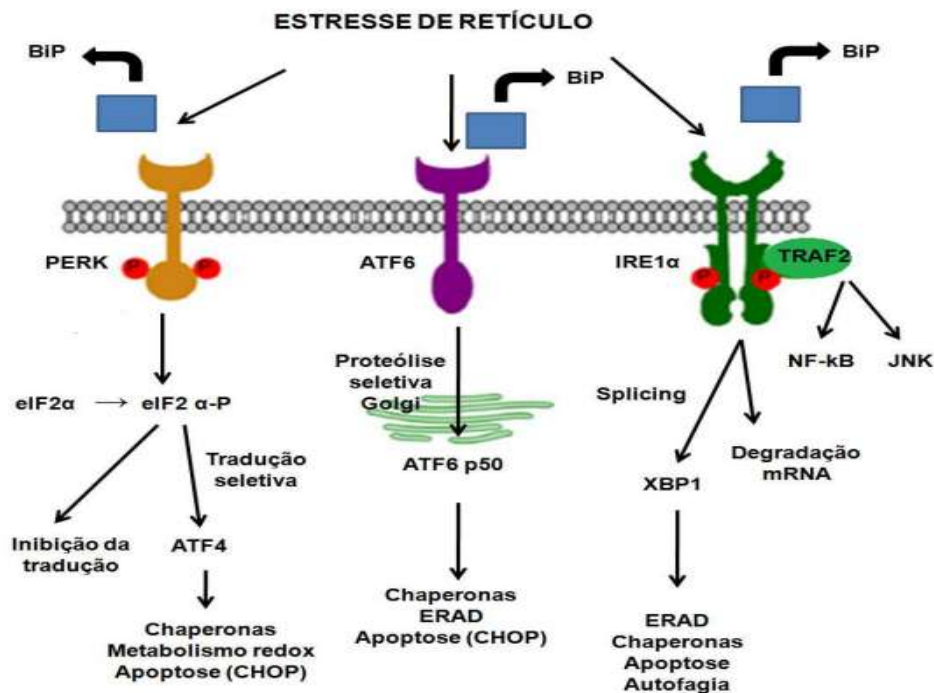 ESTRESSE DE RETÍCULO
BiP
BiP
BiP
PERK
P
P
ATF6
IRE1α
P
P
TRAF2
NF-kB
JNK
eIF2α → eIF2 α-P
Tradução
seletiva
Inibição da
tradução
ATF4
Chaperonas
Metabolismo redox
Apoptose (CHOP)
Proteólise
seletiva
Golgi
ATF6 p50
Chaperonas
ERAD
Apoptose (CHOP)
Splicing
XBP1
Degradação
mRNA
ERAD
Chaperonas
Apoptose
Autofagia